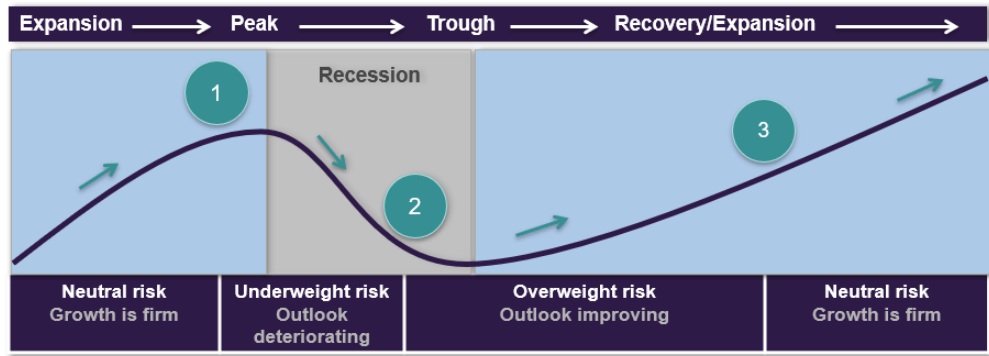 Expansion Peak Trough Recovery/Expansion
Recession
1
2
3
Neutral risk
Growth is firm
Underweight risk
Outlook
deteriorating
Overweight risk
Outlook improving
Neutral risk
Growth is firm